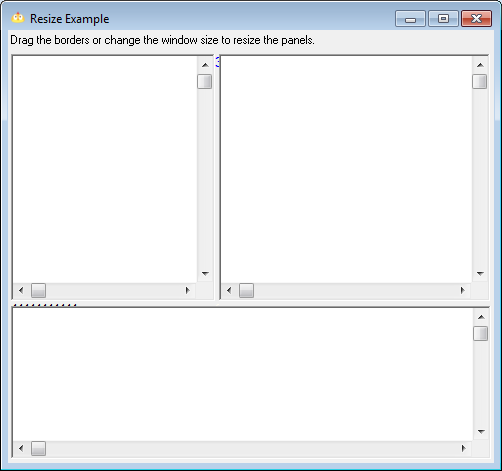 Resize Example
Drag the borders or change the window size to resize the panels.